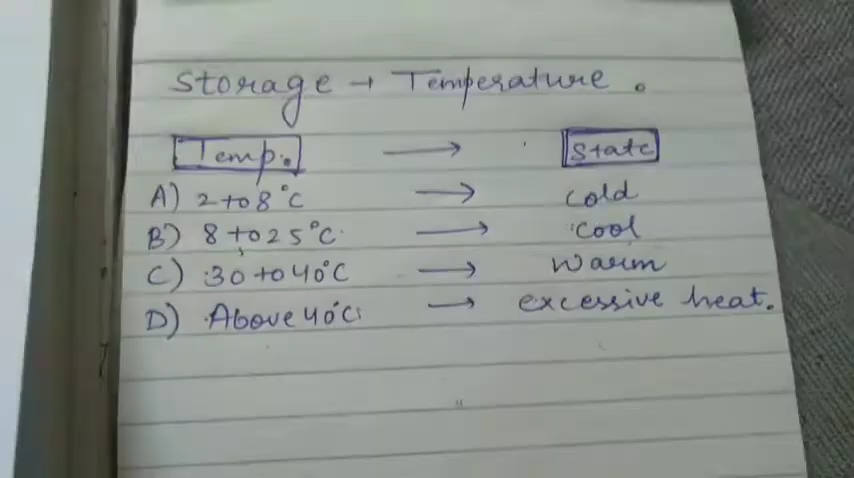 Storage → Temperature.
Temp. → State
A) 2 to 8°C → cold
B) 8 to 25°C. → cool
C) 30 to 40°C → warm
D) Above 40°C → excessive heat.